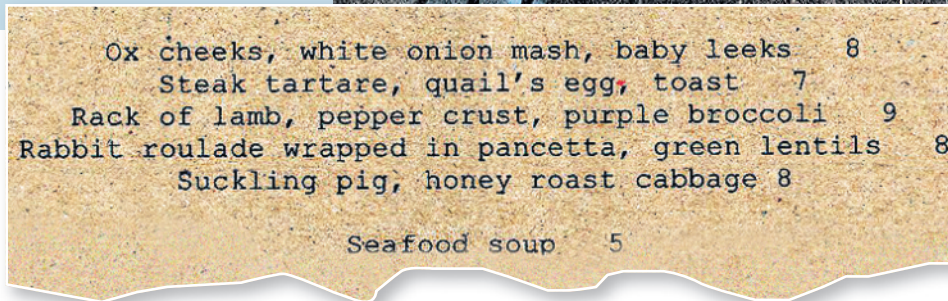 Ox cheeks, white onion mash, baby leeks 8
Steak tartare, quail's egg, toast 7
Rack of lamb, pepper crust, purple broccoli 9
Rabbit roulade wrapped in pancetta, green lentils 8
Suckling pig, honey roast cabbage 8
Seafood soup 5